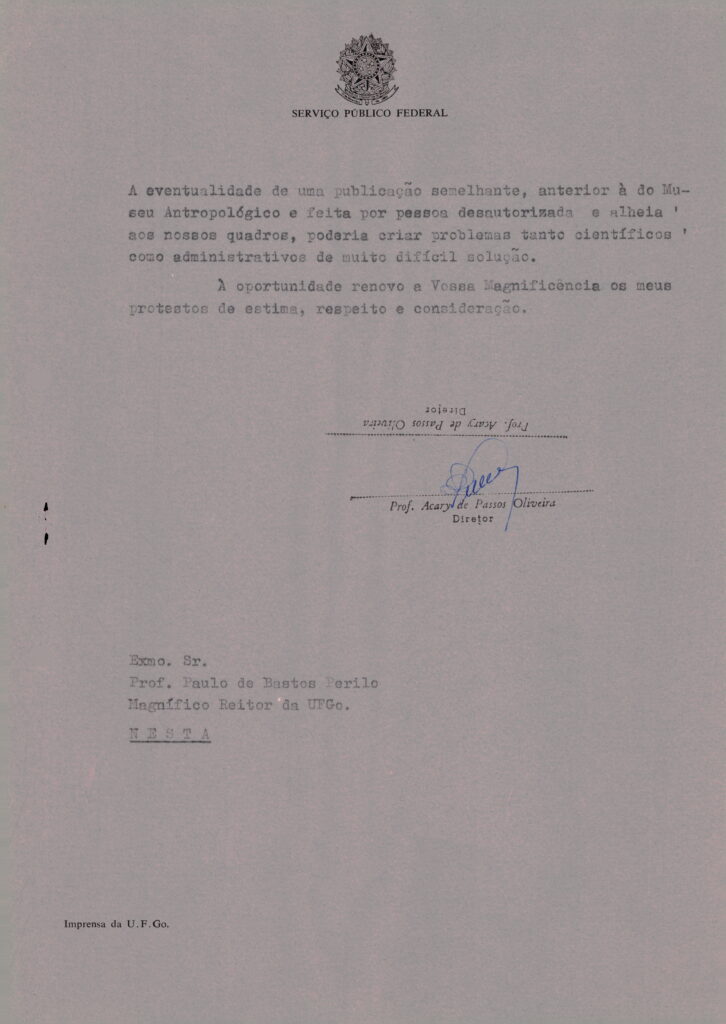 SERVIÇO PÚBLICO FEDERAL
A eventualidade de uma publicação semelhante, anterior à do Mu-
seu Antropológico e feita por pessoa desautorizada e alheia '
aos nossos quadros, poderia criar problemas tanto científicos '
como administrativos de muito difícil solução.
À oportunidade renovo a Vossa Magnificência os meus
protestos de estima, respeito e consideração.
Diretor
Prof. Acary de Passos Oliveira
Prof. Acary de Passos Oliveira
Diretor
Exmo. Sr.
Prof. Paulo de Bastos Perilo
Magnífico Reitor da UFGo.
N E S T A
Imprensa da U.F.Go.